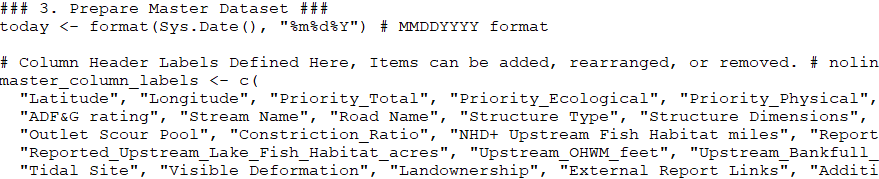 ### 3. Prepare Master Dataset ###
today <- format(Sys.Date(), "%m%d%Y") # MMDDYYYY format
# Column Header Labels Defined Here, Items can be added, rearranged, or removed. # nolin
master_column_labels <- c(
"Latitude", "Longitude", "Priority_Total", "Priority_Ecological", "Priority_Physical",
"ADF&G rating", "Stream Name", "Road Name", "Structure Type", "Structure Dimensions",
"Outlet Scour Pool", "Constriction_Ratio", "NHD+ Upstream Fish Habitat miles", "Report
"Reported_Upstream_Lake_Fish_Habitat_acres", "Upstream_OHWM_feet", "Upstream_Bankfull_
"Tidal Site", "Visible Deformation", "Landownership", "External Report Links", "Additi